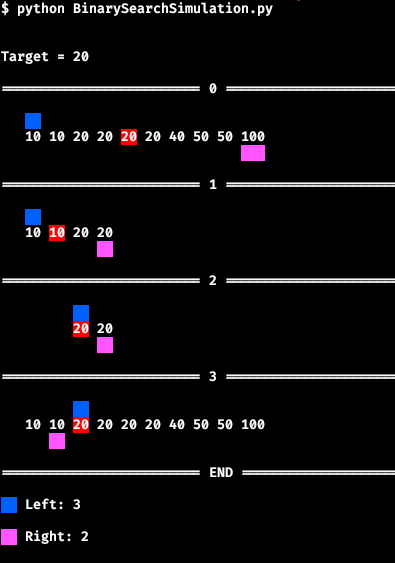 $ python BinarySearchSimulation.py
Target = 20
========================= 0 =====================
10 10 20 20 20 20 40 50 50 100
========================= 1 =====================
10 10 20 20
========================= 2 =====================
20 20
========================= 3 =====================
10 10 20 20 20 20 40 50 50 100
========================= END ===================
Left: 3
Right: 2